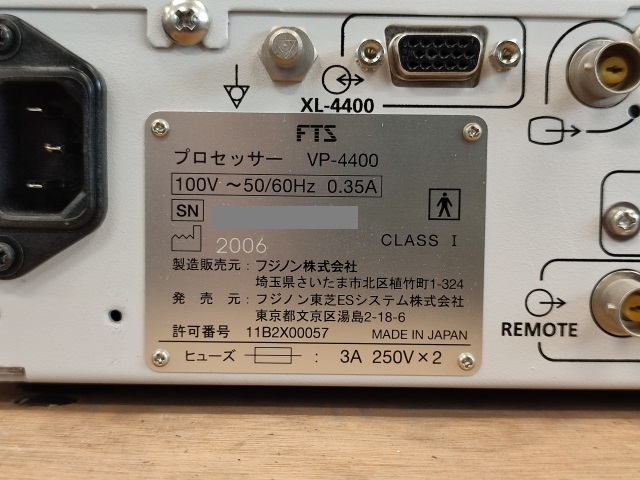 XL-4400
FTS
プロセッサー VP-4400
100V ～50/60Hz 0.35A
SN
2006
CLASS I
製造販売元：フジノン株式会社
埼玉県さいたま市北区植竹町1-324
発売元：フジノン東芝ESシステム株式会社
東京都文京区湯島2-18-6
許可番号 11B2X00057 MADE IN JAPAN
ヒューズ : 3A 250V×2
REMOTE